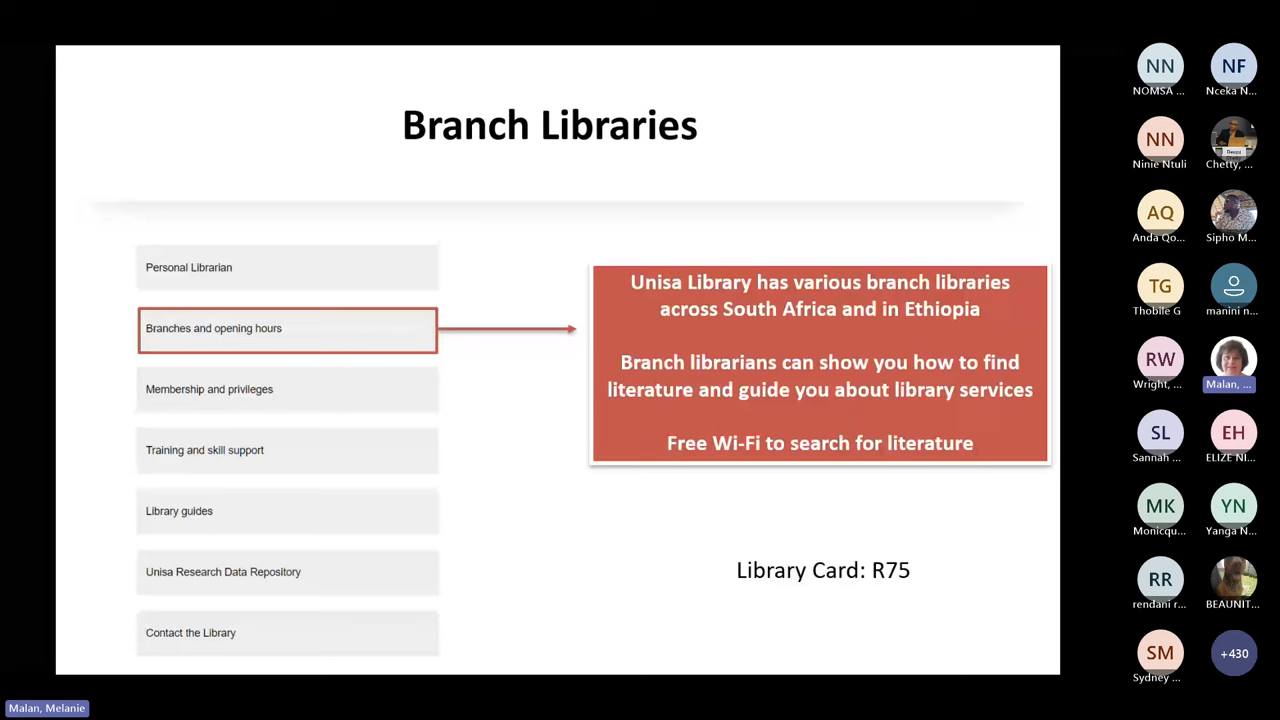 Branch Libraries
Personal Librarian
Branches and opening hours
Membership and privileges
Training and skill support
Library guides
Unisa Research Data Repository
Contact the Library
Unisa Library has various branch libraries
across South Africa and in Ethiopia
Branch librarians can show you how to find
literature and guide you about library services
Free Wi-Fi to search for literature
Library Card: R75
NN
NOMSA ...
NF
Nceka N...
NN
Ninie Ntuli
Chetty, ...
AQ
Anda Qo...
Sipho M...
TG
Thobile G
manini n...
RW
Wright, ...
Malan, ...
SL
Sannah ...
EH
ELIZE NI...
MK
Monicqu...
YN
Yanga N...
RR
rendani r...
BEAUNIT...
SM
Sydney ...
+430
Malan, Melanie